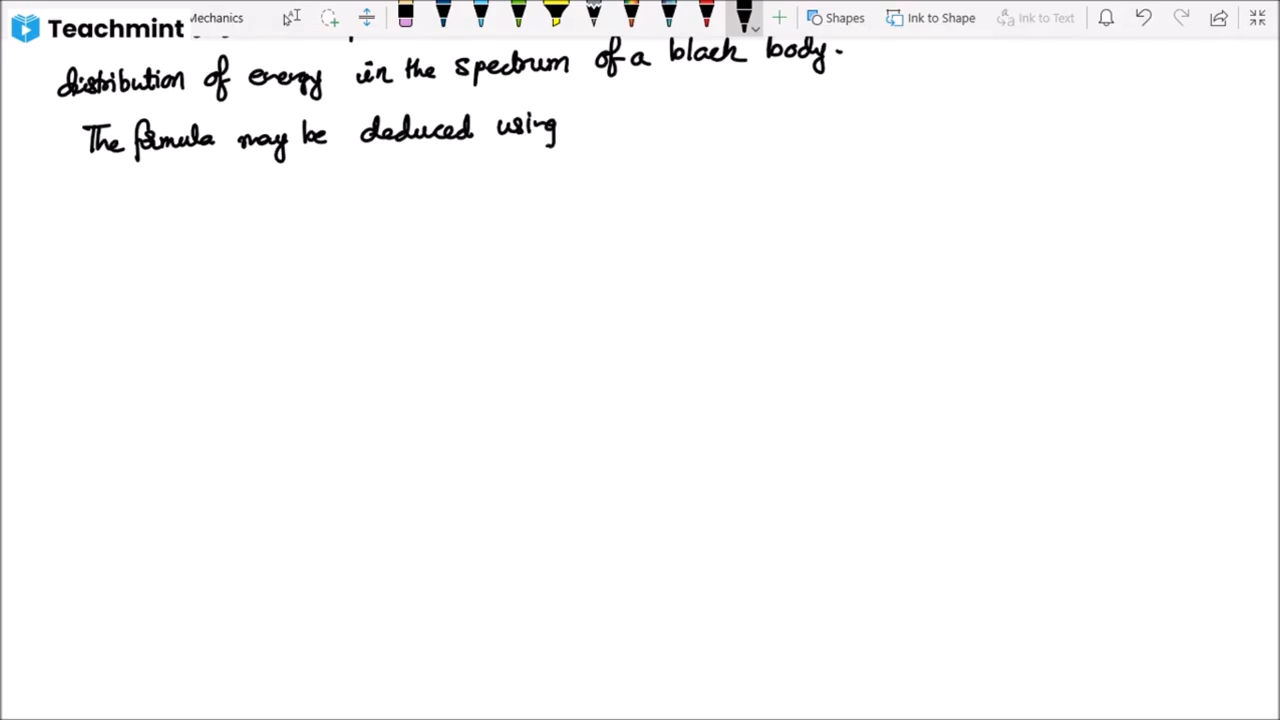 Teachmint
Mechanics
Shapes
Ink to Shape
Ink to Text
distribution of energy in the spectrum of a black body.
The formula may be deduced using